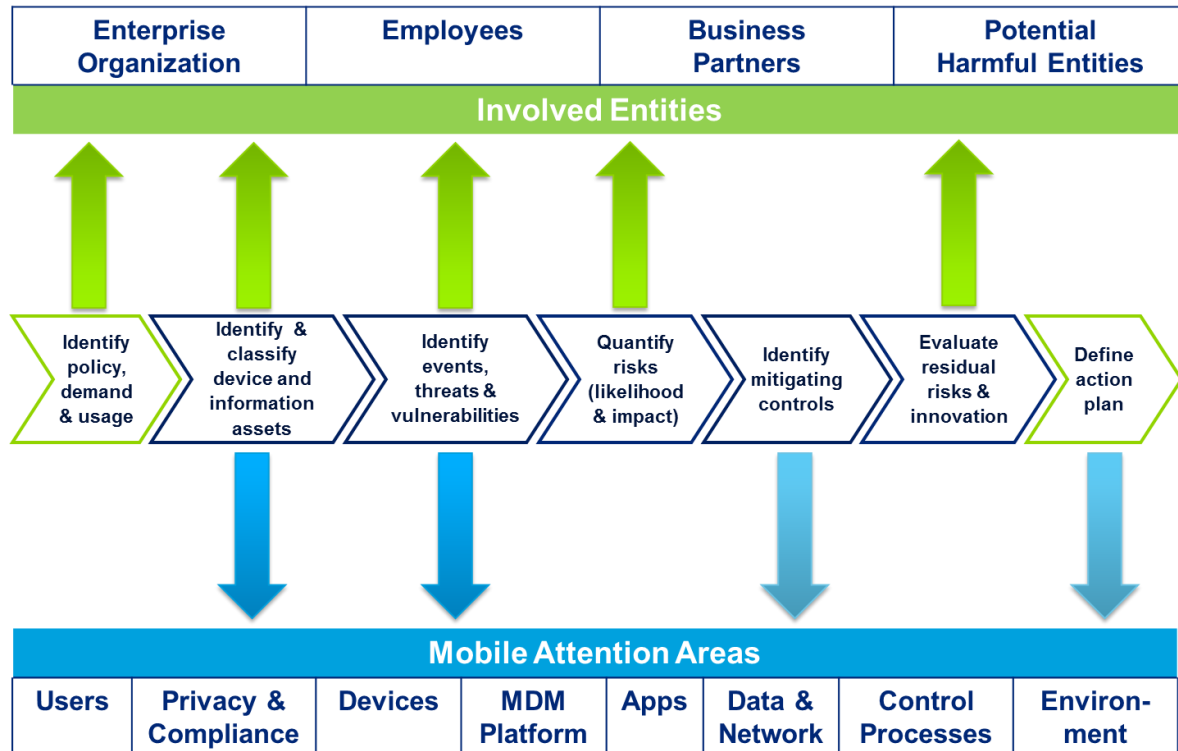 Enterprise
Organization
Employees
Business
Partners
Potential
Harmful Entities
Involved Entities
Identify
policy,
demand
& usage
Identify &
classify
device and
information
assets
Identify
events,
threats &
vulnerabilities
Quantify
risks
(likelihood
& impact)
Identify
mitigating
controls
Evaluate
residual
risks &
innovation
Define
action
plan
Mobile Attention Areas
Users
Privacy &
Compliance
Devices
MDM
Platform
Apps
Data &
Network
Control
Processes
Environ-
ment